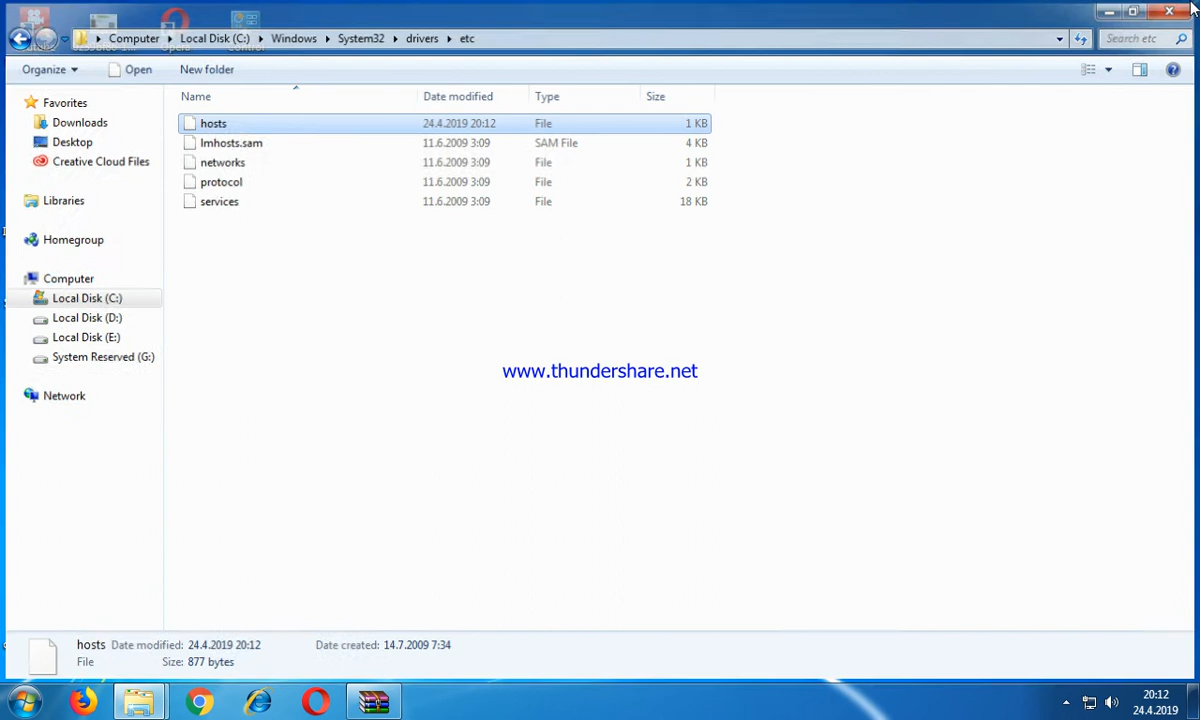 Computer Local Disk (C:) Windows System32 drivers etc Search etc
Organize Open New folder
Name Date modified Type Size
hosts 24.4.2019 20:12 File 1 KB
lmhosts.sam 11.6.2009 3:09 SAM File 4 KB
networks 11.6.2009 3:09 File 1 KB
protocol 11.6.2009 3:09 File 2 KB
services 11.6.2009 3:09 File 18 KB
Favorites
Downloads
Desktop
Creative Cloud Files
Libraries
Homegroup
Computer
Local Disk (C:)
Local Disk (D:)
Local Disk (E:)
System Reserved (G:)
Network
www.thundershare.net
hosts Date modified: 24.4.2019 20:12 Date created: 14.7.2009 7:34
File Size: 877 bytes
20:12
24.4.2019